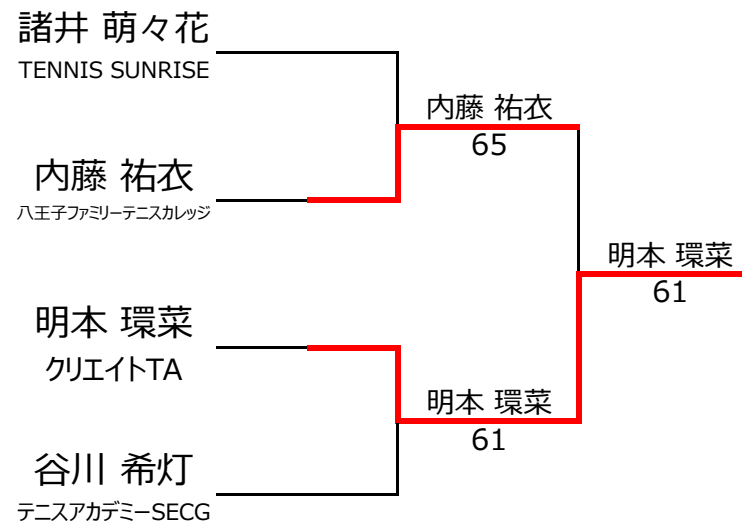 諸井 萌々花
TENNIS SUNRISE
内藤 祐衣
65
内藤 祐衣
八王子ファミリーテニスカレッジ
明本 環菜
61
明本 環菜
クリエイトTA
明本 環菜
61
谷川 希灯
テニスアカデミーSECG